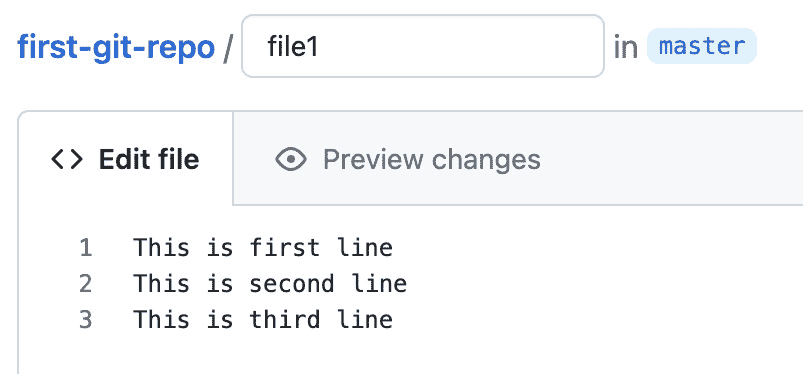 first-git-repo / file1 in master
<> Edit file Preview changes
1 This is first line
2 This is second line
3 This is third line